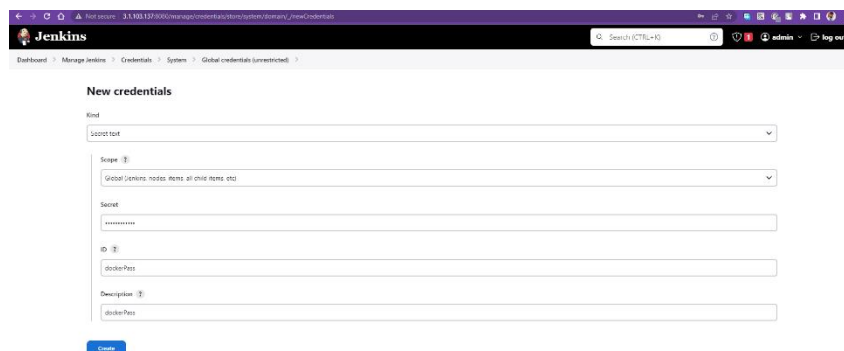 Not secure 3.1.103.137:8080/manage/credentials/store/system/domain/_/newCredentials
Jenkins
Search (CTRL+K)
1
admin
log out
Dashboard > Manage Jenkins > Credentials > System > Global credentials (unrestricted) >
New credentials
Kind
Secret text
Scope ?
Global (Jenkins, nodes, items, all child items, etc)
Secret
••••••••••••
ID ?
dockerPass
Description ?
dockerPass
Create